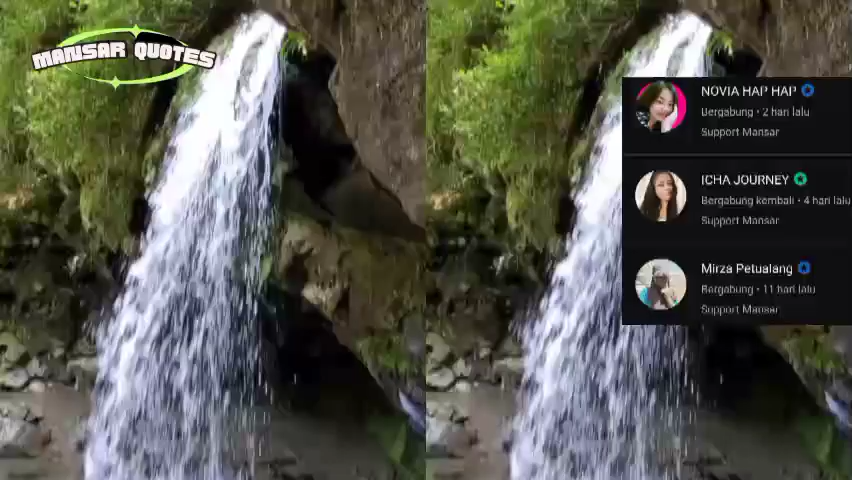 MANSAR QUOTES
NOVIA HAP HAP
Bergabung • 2 hari lalu
Support Mansar
ICHA JOURNEY
Bergabung kembali • 4 hari lalu
Support Mansar
Mirza Petualang
Bergabung • 11 hari lalu
Support Mansar